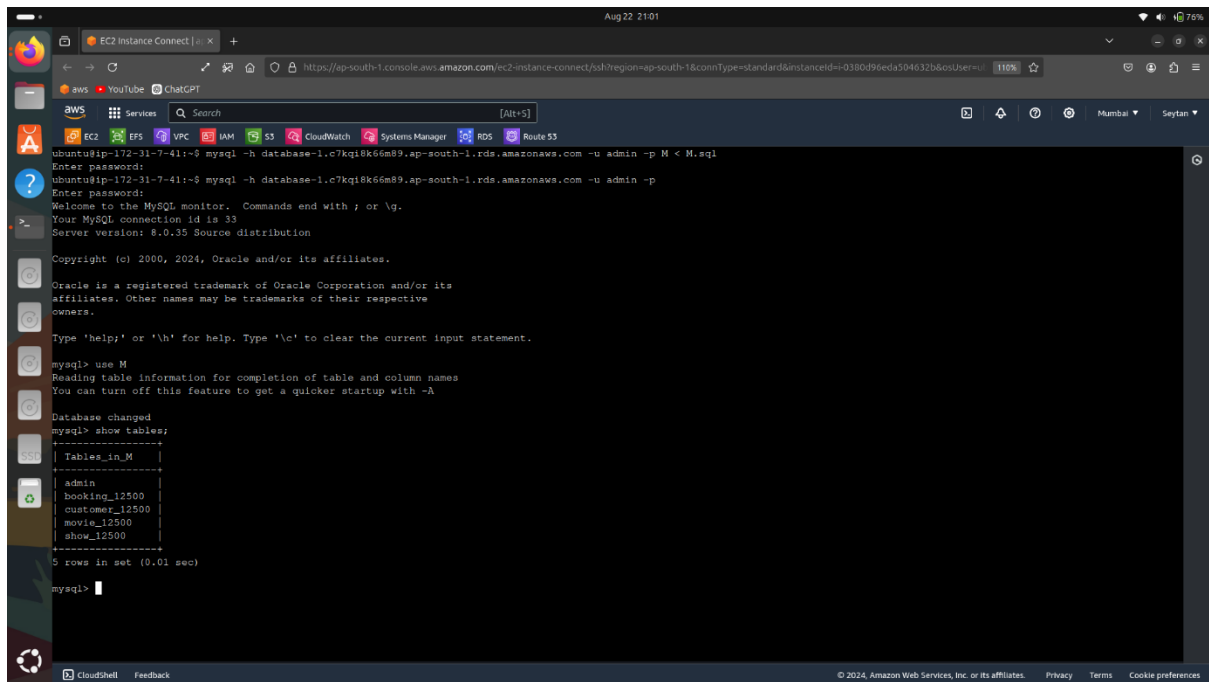 Aug 22 21:01
76%
EC2 Instance Connect | ap
https://ap-south-1.console.aws.amazon.com/ec2-instance-connect/ssh?region=ap-south-1&connType=standard&instanceId=i-0380d96eda504632b&osUser=u
110%
aws YouTube ChatGPT
aws Services Search [Alt+S] Mumbai Seytan
EC2 EFS VPC IAM S3 CloudWatch Systems Manager RDS Route 53
ubuntu@ip-172-31-7-41:~$ mysql -h database-1.c7kqi8k66m89.ap-south-1.rds.amazonaws.com -u admin -p M < M.sql
Enter password:
ubuntu@ip-172-31-7-41:~$ mysql -h database-1.c7kqi8k66m89.ap-south-1.rds.amazonaws.com -u admin -p
Enter password:
Welcome to the MySQL monitor.  Commands end with ; or \g.
Your MySQL connection id is 33
Server version: 8.0.35 Source distribution
Copyright (c) 2000, 2024, Oracle and/or its affiliates.
Oracle is a registered trademark of Oracle Corporation and/or its
affiliates. Other names may be trademarks of their respective
owners.
Type 'help;' or '\h' for help. Type '\c' to clear the current input statement.
mysql> use M
Reading table information for completion of table and column names
You can turn off this feature to get a quicker startup with -A
Database changed
mysql> show tables;
+----------------+
| Tables_in_M    |
+----------------+
| admin          |
| booking_12500  |
| customer_12500 |
| movie_12500    |
| show_12500     |
+----------------+
5 rows in set (0.01 sec)
mysql>
SSD
CloudShell Feedback © 2024, Amazon Web Services, Inc. or its affiliates. Privacy Terms Cookie preferences